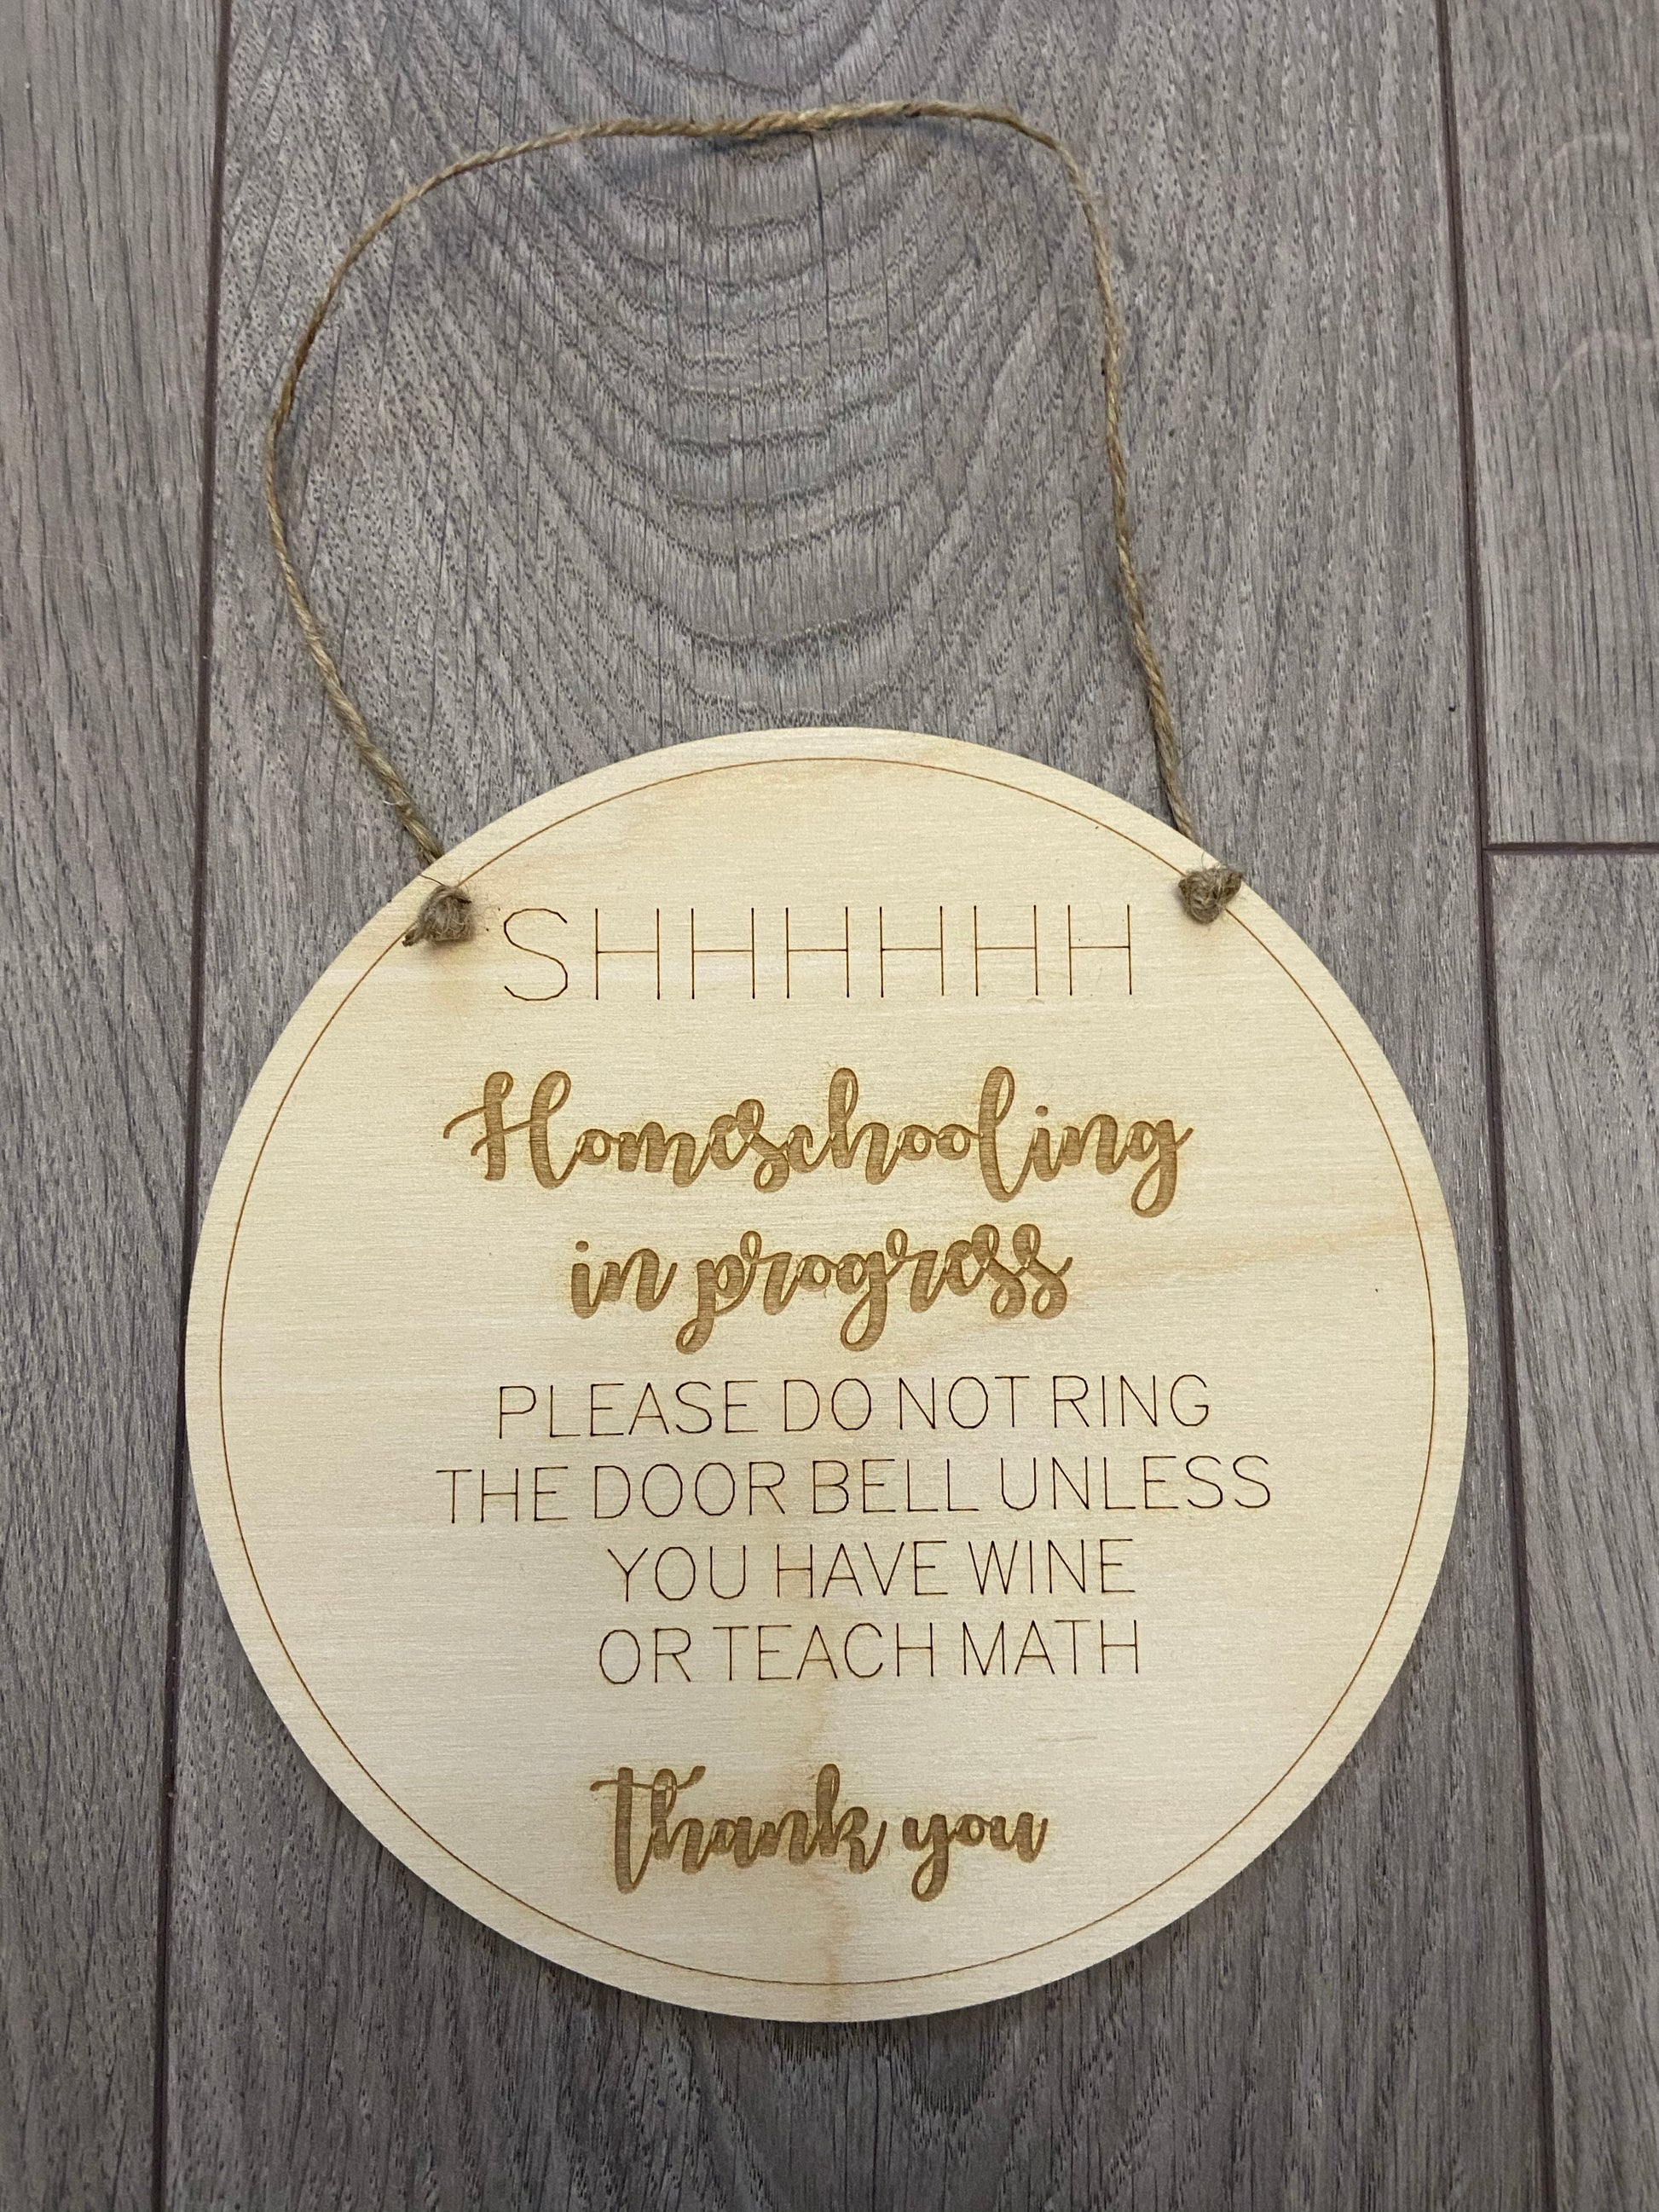 SHHHHHH
Homeschooling
in progress
PLEASE DO NOT RING
THE DOOR BELL UNLESS
YOU HAVE WINE
OR TEACH MATH
Thank you